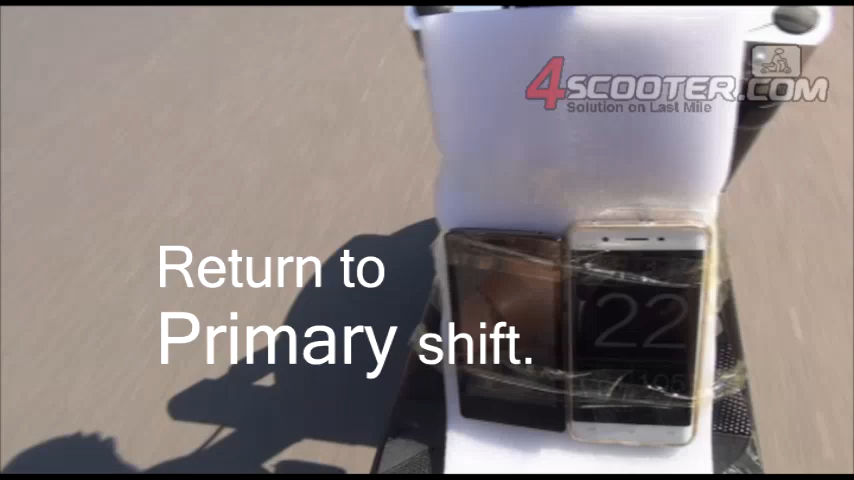 4SCOOTER.COM
Solution on Last Mile
Return to
Primary shift.
22